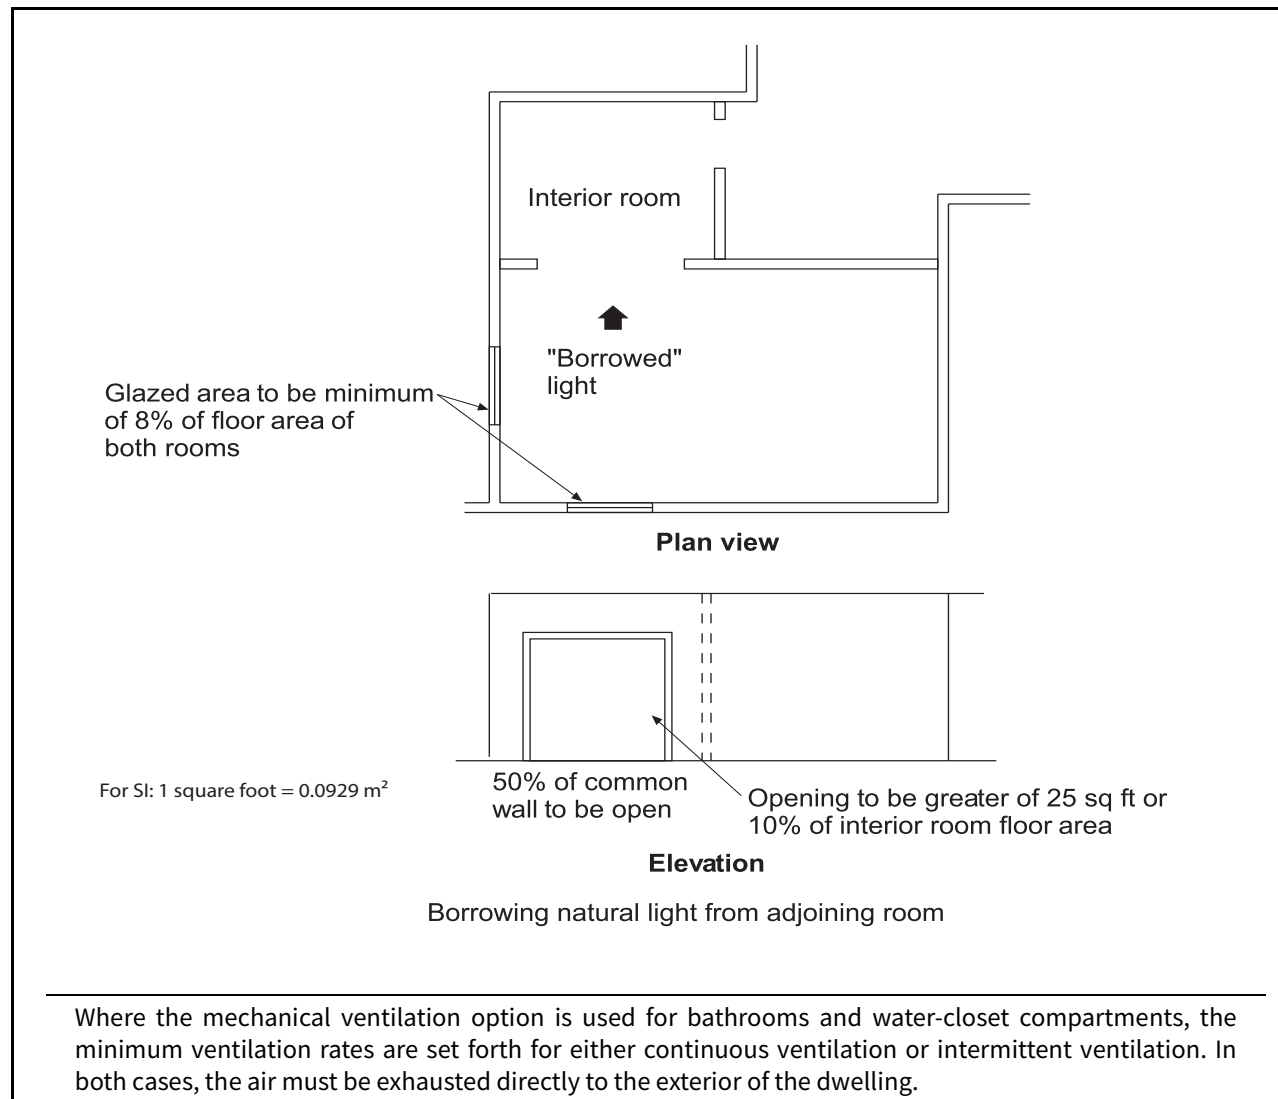 Interior room
"Borrowed"
light
Glazed area to be minimum
of 8% of floor area of
both rooms
Plan view
50% of common
wall to be open
For SI: 1 square foot = 0.0929 m²
Opening to be greater of 25 sq ft or
10% of interior room floor area
Elevation
Borrowing natural light from adjoining room
Where the mechanical ventilation option is used for bathrooms and water-closet compartments, the
minimum ventilation rates are set forth for either continuous ventilation or intermittent ventilation. In
both cases, the air must be exhausted directly to the exterior of the dwelling.